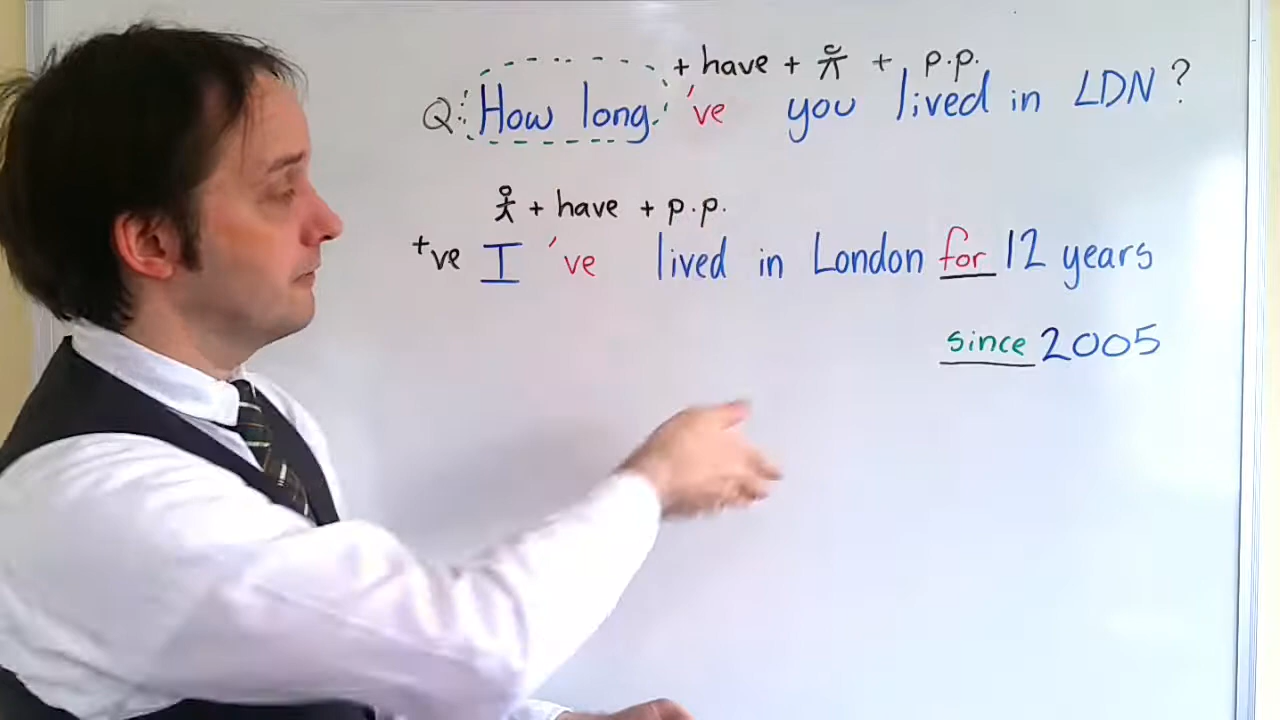 + have + + p.p.
Q: How long 've you lived in LDN?
+ have + p.p.
+ve I 've lived in London for 12 years
since 2005